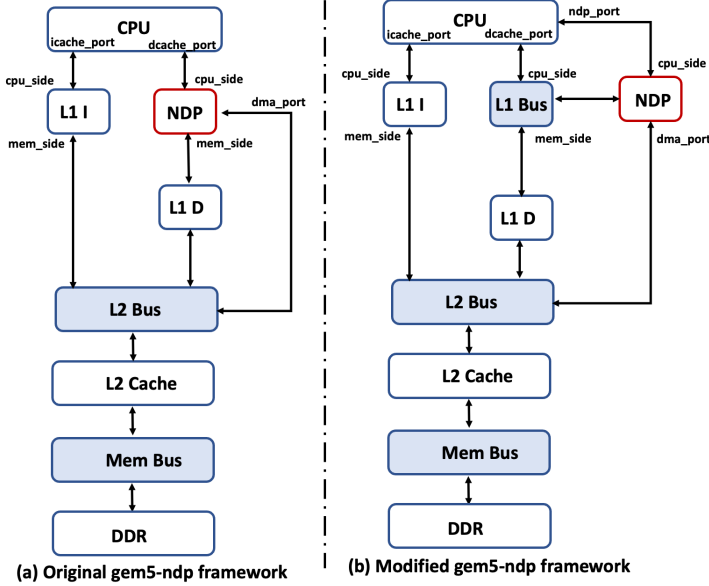 CPU
icache_port
dcache_port
cpu_side
cpu_side
L1 I
NDP
dma_port
mem_side
mem_side
L1 D
L2 Bus
L2 Cache
Mem Bus
DDR
(a) Original gem5-ndp framework
CPU
ndp_port
icache_port
dcache_port
cpu_side
cpu_side
cpu_side
L1 I
L1 Bus
NDP
mem_side
mem_side
dma_port
L1 D
L2 Bus
L2 Cache
Mem Bus
DDR
(b) Modified gem5-ndp framework